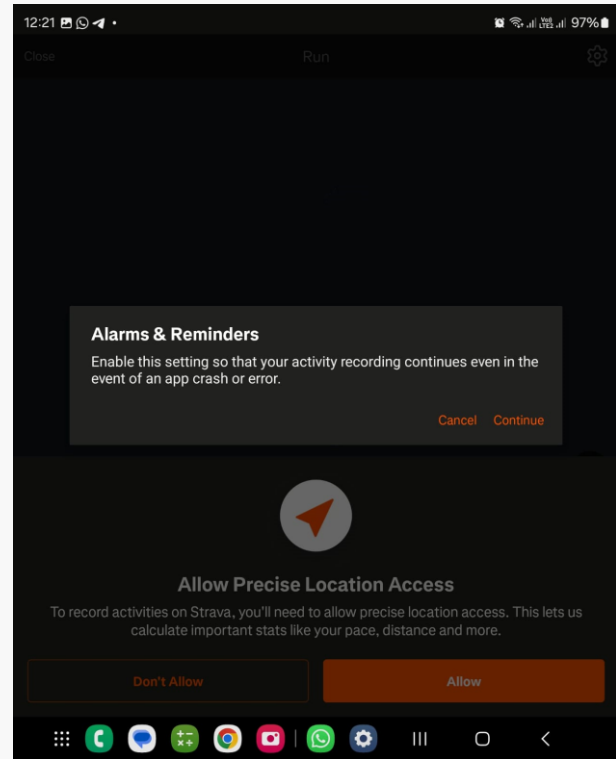 12:21
97%
Close
Run
Alarms & Reminders
Enable this setting so that your activity recording continues even in the
event of an app crash or error.
Cancel Continue
Allow Precise Location Access
To record activities on Strava, you'll need to allow precise location access. This lets us
calculate important stats like your pace, distance and more.
Don't Allow
Allow